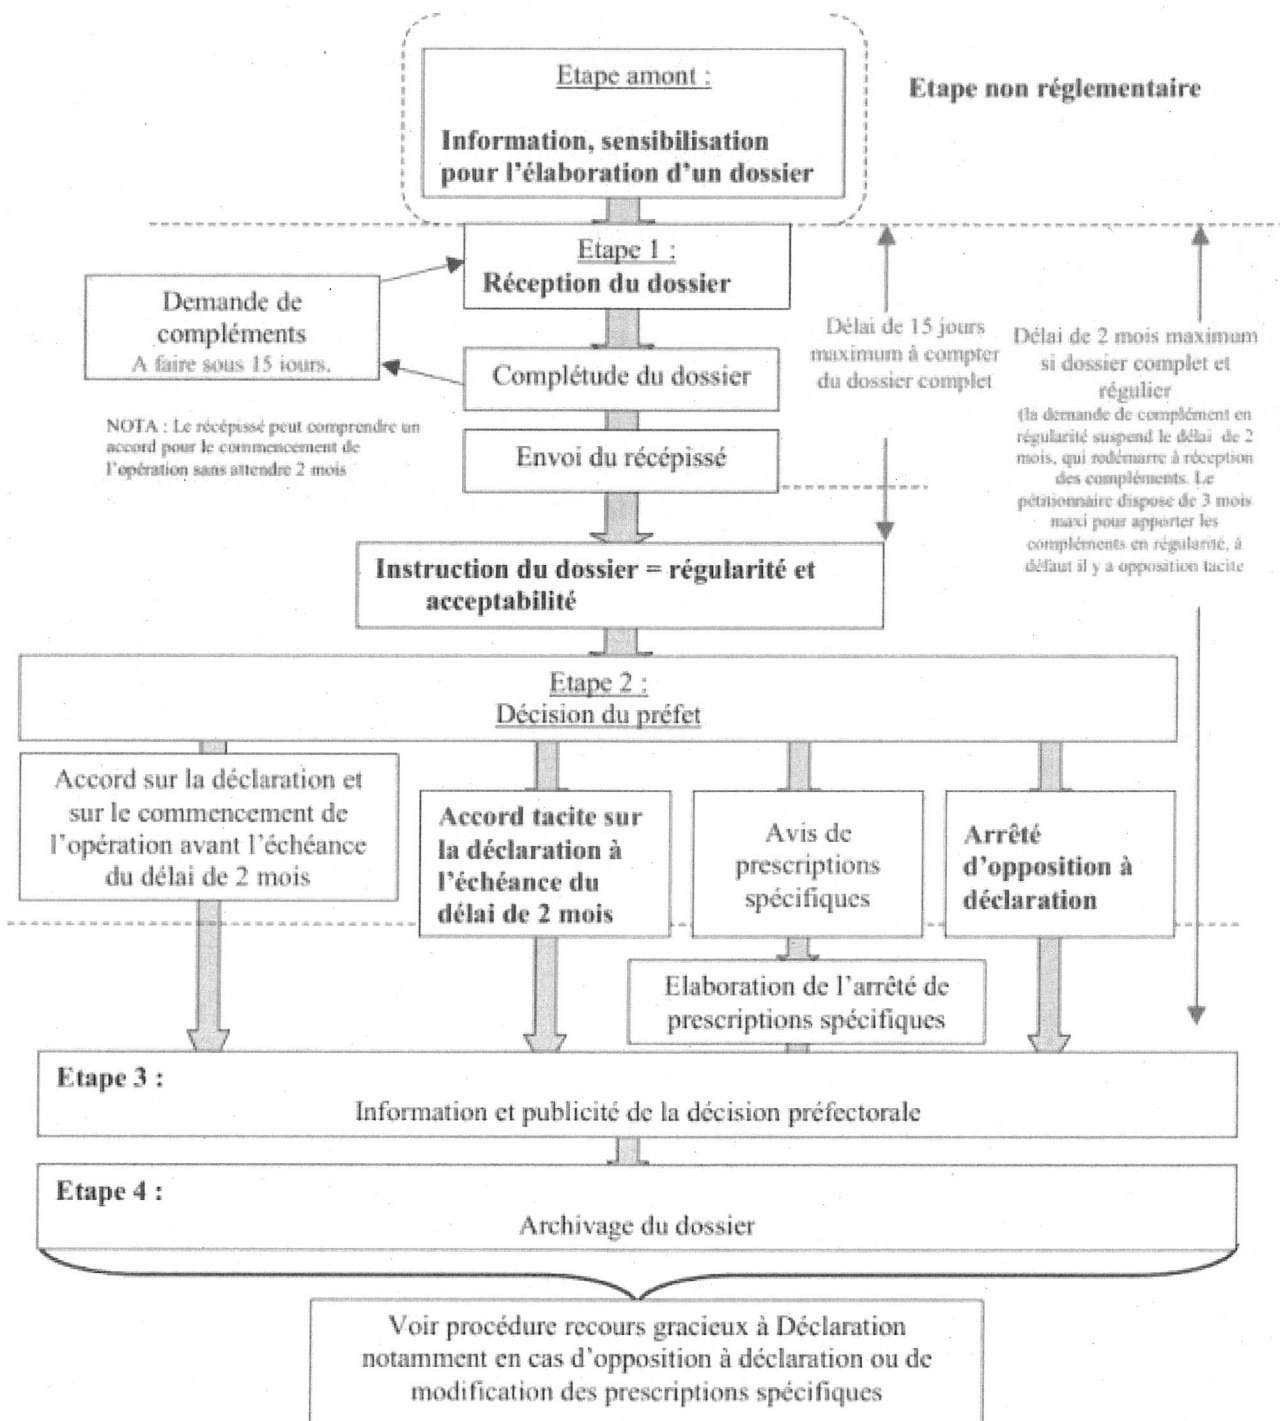 Etape amont :
Information, sensibilisation
pour l'élaboration d'un dossier
Etape non réglementaire
Etape 1 :
Réception du dossier
Demande de
compléments
A faire sous 15 jours.
Complétude du dossier
NOTA : Le récépissé peut comprendre un
accord pour le commencement de
l'opération sans attendre 2 mois
Envoi du récépissé
Délai de 15 jours
maximum à compter
du dossier complet
Délai de 2 mois maximum
si dossier complet et
régulier
(la demande de complément en
régularité suspend le délai de 2
mois, qui redémarre à réception
des compléments. Le
pétitionnaire dispose de 3 mois
maxi pour apporter les
compléments en régularité, à
défaut il y a opposition tacite
Instruction du dossier = régularité et
acceptabilité
Etape 2 :
Décision du préfet
Accord sur la déclaration et
sur le commencement de
l'opération avant l'échéance
du délai de 2 mois
Accord tacite sur
la déclaration à
l'échéance du
délai de 2 mois
Avis de
prescriptions
spécifiques
Arrêté
d'opposition à
déclaration
Elaboration de l'arrêté de
prescriptions spécifiques
Etape 3 :
Information et publicité de la décision préfectorale
Etape 4 :
Archivage du dossier
Voir procédure recours gracieux à Déclaration
notamment en cas d'opposition à déclaration ou de
modification des prescriptions spécifiques